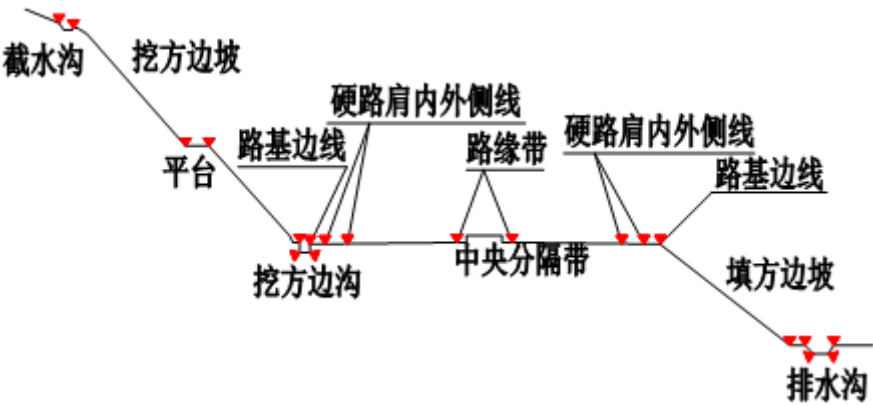 截水沟
挖方边坡
硬路肩内外侧线
路基边线
路缘带
硬路肩内外侧线
路基边线
平台
挖方边沟
中央分隔带
填方边坡
排水沟